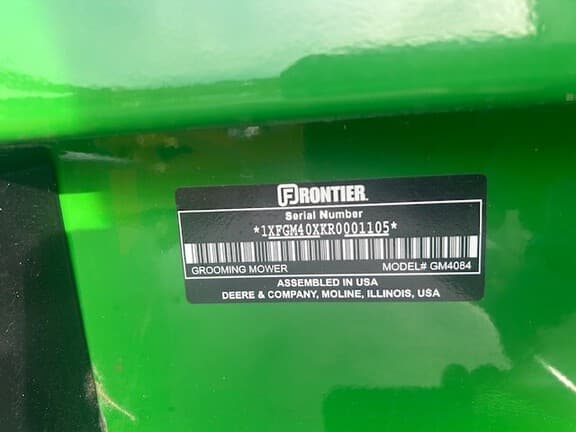 FRONTIER
Serial Number
*1XFGM40XKR0001105*
GROOMING MOWER MODEL# GM4084
ASSEMBLED IN USA
DEERE & COMPANY, MOLINE, ILLINOIS, USA